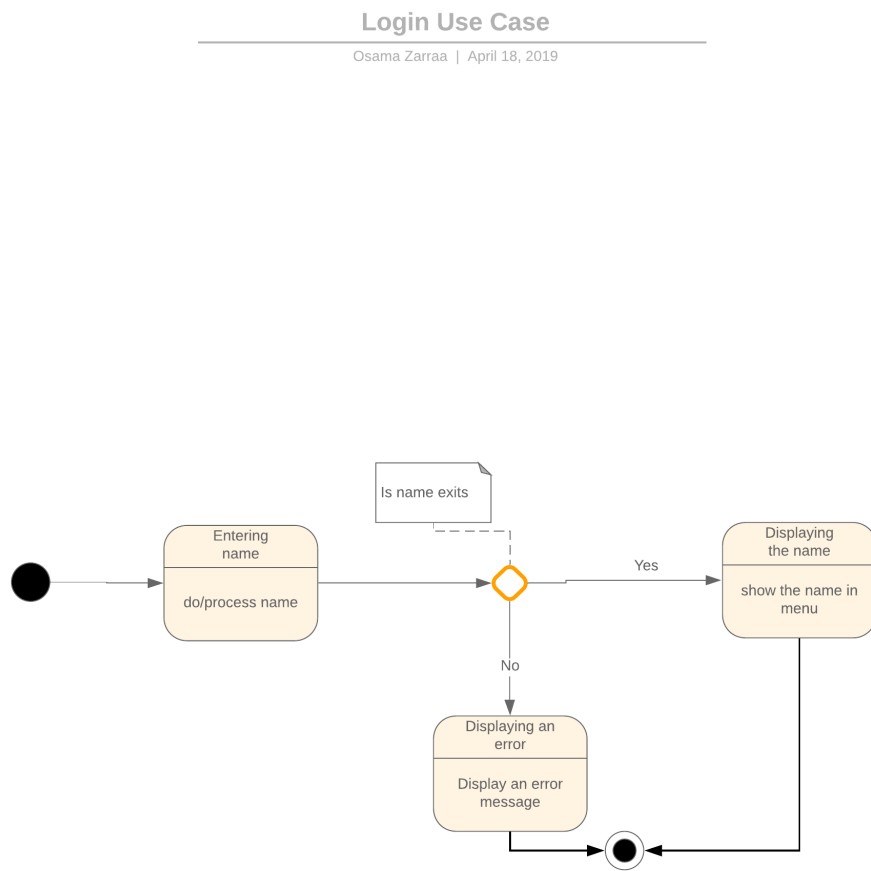 Login Use Case
Osama Zarraa | April 18, 2019
Is name exits
Entering
name
do/process name
Yes
Displaying
the name
show the name in
menu
No
Displaying an
error
Display an error
message